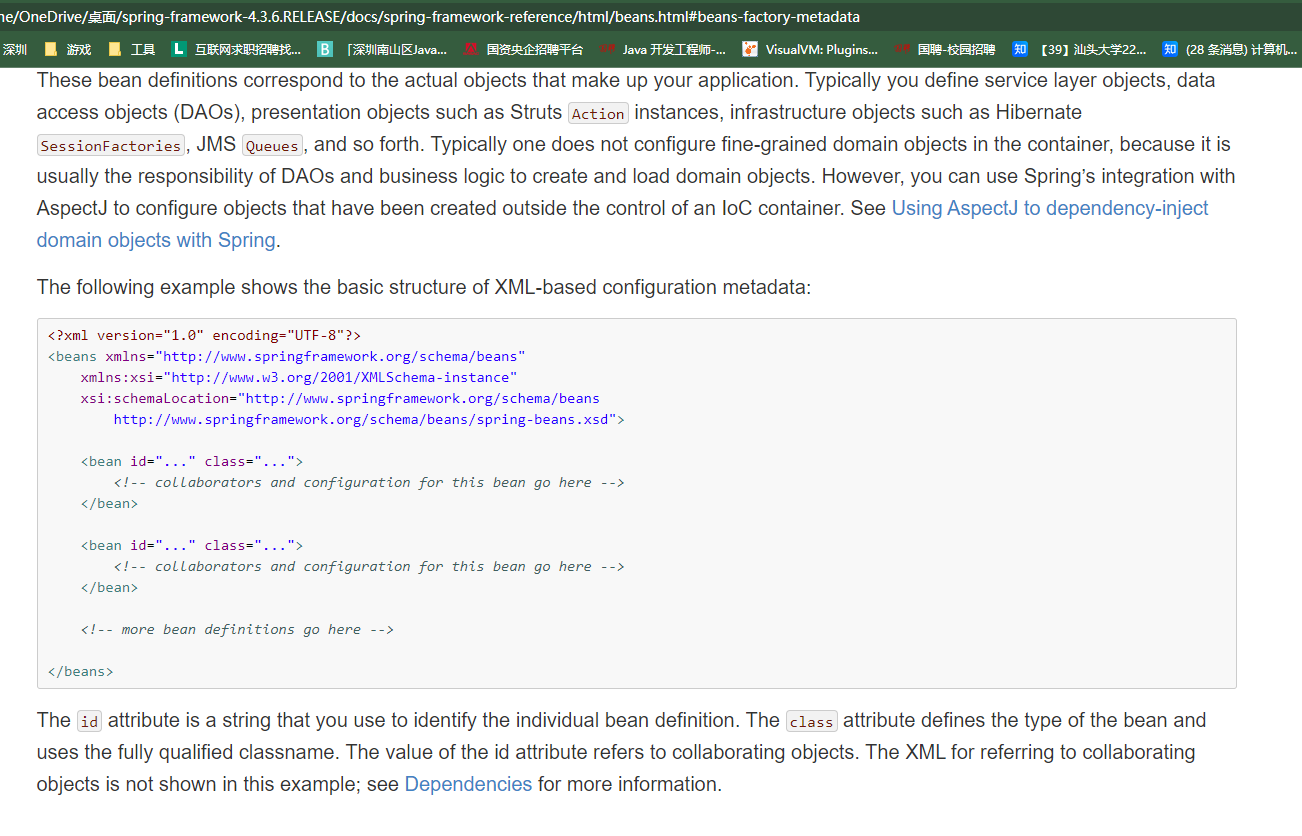 ne/OneDrive/桌面/spring-framework-4.3.6.RELEASE/docs/spring-framework-reference/html/beans.html#beans-factory-metadata
深圳 游戏 工具 L 互联网求职招聘找... B 「深圳南山区Java... 国资央企招聘平台 Java 开发工程师-... VisualVM: Plugins... 国聘-校园招聘 知 【39】汕头大学22... 知 (28 条消息) 计算机...
These bean definitions correspond to the actual objects that make up your application. Typically you define service layer objects, data
access objects (DAOs), presentation objects such as Struts Action instances, infrastructure objects such as Hibernate
SessionFactories, JMS Queues, and so forth. Typically one does not configure fine-grained domain objects in the container, because it is
usually the responsibility of DAOs and business logic to create and load domain objects. However, you can use Spring’s integration with
AspectJ to configure objects that have been created outside the control of an IoC container. See Using AspectJ to dependency-inject
domain objects with Spring.
The following example shows the basic structure of XML-based configuration metadata:
<?xml version="1.0" encoding="UTF-8"?>
<beans xmlns="http://www.springframework.org/schema/beans"
xmlns:xsi="http://www.w3.org/2001/XMLSchema-instance"
xsi:schemaLocation="http://www.springframework.org/schema/beans
http://www.springframework.org/schema/beans/spring-beans.xsd">
<bean id="..." class="...">
<!-- collaborators and configuration for this bean go here -->
</bean>
<bean id="..." class="...">
<!-- collaborators and configuration for this bean go here -->
</bean>
<!-- more bean definitions go here -->
</beans>
The id attribute is a string that you use to identify the individual bean definition. The class attribute defines the type of the bean and
uses the fully qualified classname. The value of the id attribute refers to collaborating objects. The XML for referring to collaborating
objects is not shown in this example; see Dependencies for more information.